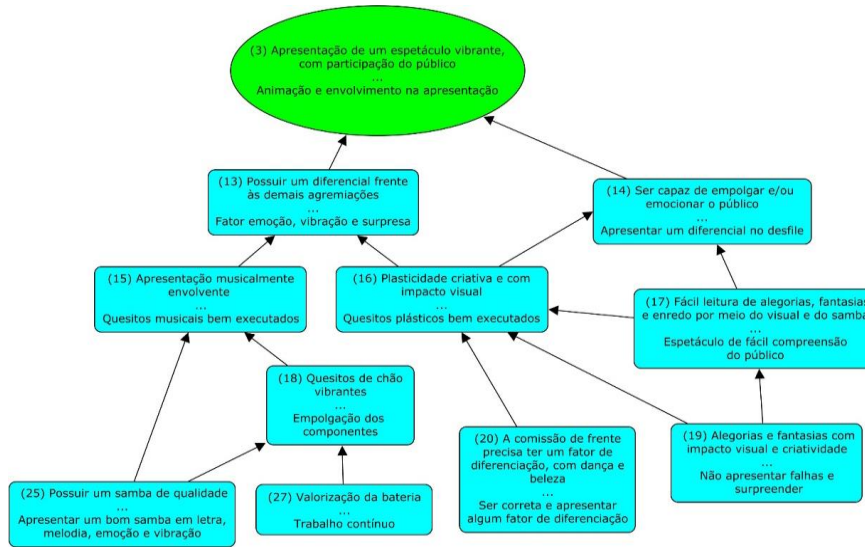 (3) Apresentação de um espetáculo vibrante,
com participação do público
...
Animação e envolvimento na apresentação
(13) Possuir um diferencial frente
às demais agremiações
...
Fator emoção, vibração e surpresa
(14) Ser capaz de empolgar e/ou
emocionar o público
...
Apresentar um diferencial no desfile
(15) Apresentação musicalmente
envolvente
...
Quesitos musicais bem executados
(16) Plasticidade criativa e com
impacto visual
...
Quesitos plásticos bem executados
(17) Fácil leitura de alegorias, fantasias
e enredo por meio do visual e do samba
...
Espetáculo de fácil compreensão
do público
(18) Quesitos de chão
vibrantes
...
Empolgação dos
componentes
(20) A comissão de frente
precisa ter um fator de
diferenciação, com dança e
beleza
...
Ser correta e apresentar
algum fator de diferenciação
(19) Alegorias e fantasias com
impacto visual e criatividade
...
Não apresentar falhas e
surpreender
(25) Possuir um samba de qualidade
...
Apresentar um bom samba em letra,
melodia, emoção e vibração
(27) Valorização da bateria
...
Trabalho contínuo